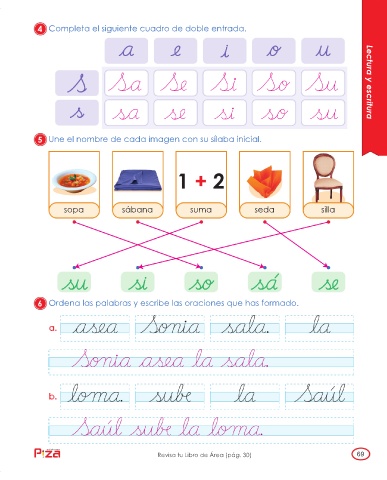 4 Completa el siguiente cuadro de doble entrada.
a e i o u
S Sa Se Si So Su
s sa se si so su
Lectura y escritura
5 Une el nombre de cada imagen con su sílaba inicial.
1 + 2
sopa sábana suma seda silla
su si so sá se
6 Ordena las palabras y escribe las oraciones que has formado.
a. asea Sonia sala. la
Sonia asea la sala.
b. loma. sube la Saúl
Saúl sube la loma.
Revisa tu Libro de Área (pág. 30)
69